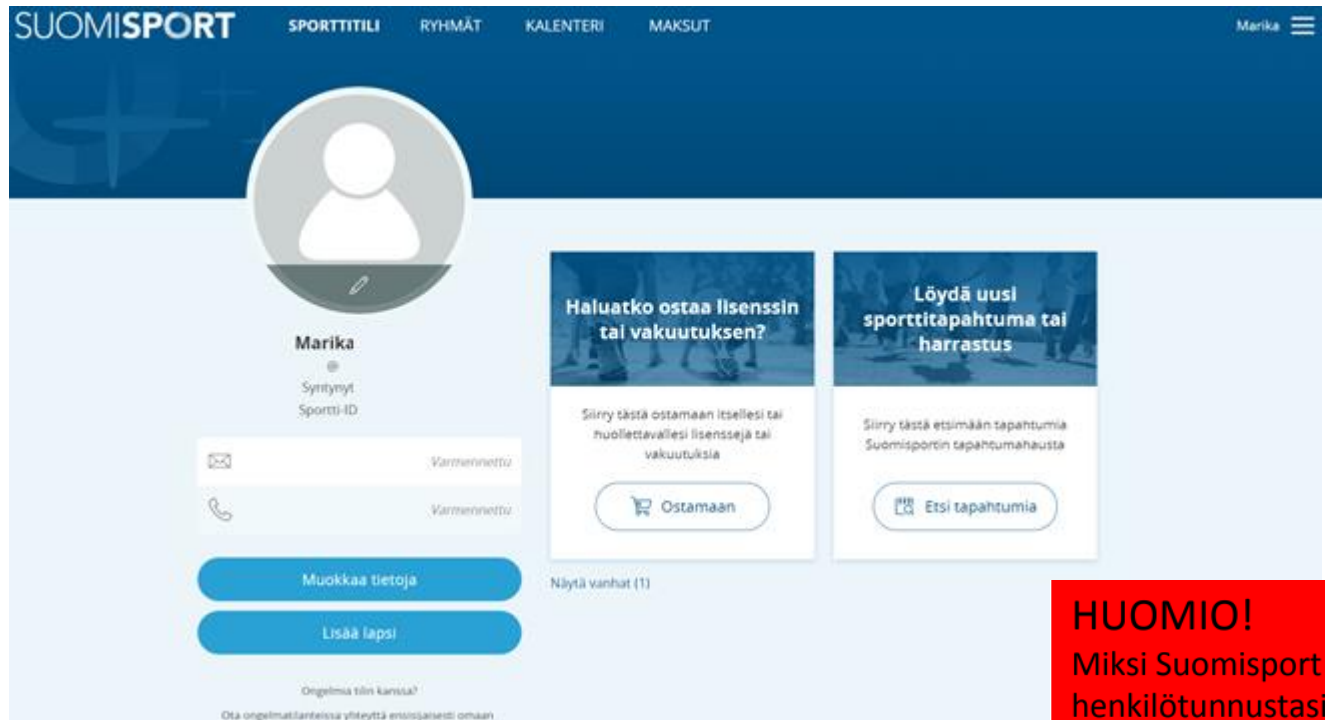 SUOMISPORT
SPORTTITILI RYHMÄT KALENTERI MAKSUT
Marika
Marika
@
Syntynyt
Sportti-ID
Varmennettu
Varmennettu
Muokkaa tietoja
Lisää lapsi
Ongelmia tilin kanssa?
Ota ongelmatilanteissa yhteyttä ensisijaisesti omaan
Haluatko ostaa lisenssin
tai vakuutuksen?
Siirry tästä ostamaan itsellesi tai
huollettavallesi lisenssejä tai
vakuutuksia
Ostamaan
Löydä uusi
sporttitapahtuma tai
harrastus
Siirry tästä etsimään tapahtumia
Suomisportin tapahtumahausta
Etsi tapahtumia
Näytä vanhat (1)
HUOMIO!
Miksi Suomisport
henkilötunnustasi